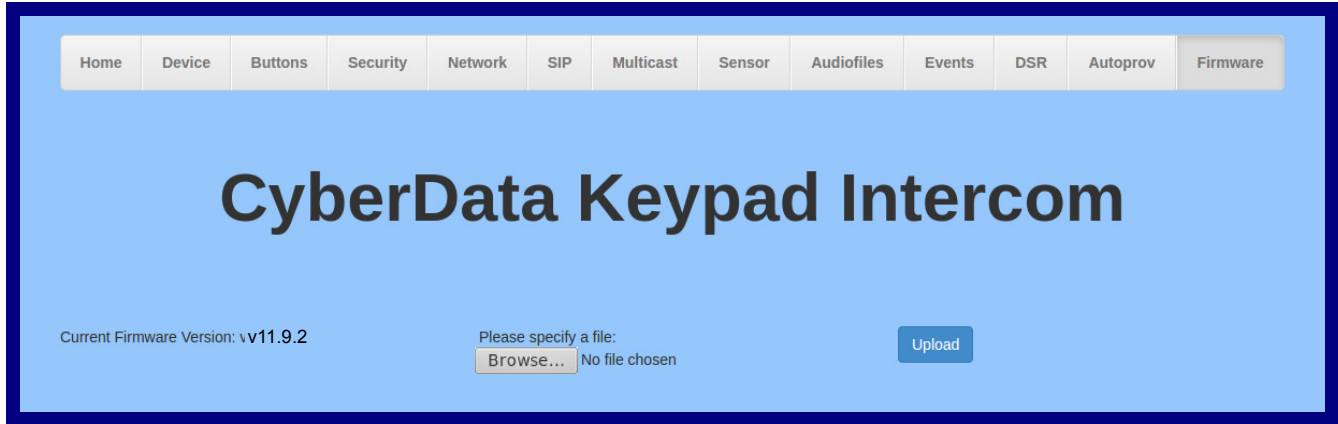 Home Device Buttons Security Network SIP Multicast Sensor Audiofiles Events DSR Autoprov Firmware
CyberData Keypad Intercom
Current Firmware Version: v11.9.2 Please specify a file: Upload
Browse... No file chosen